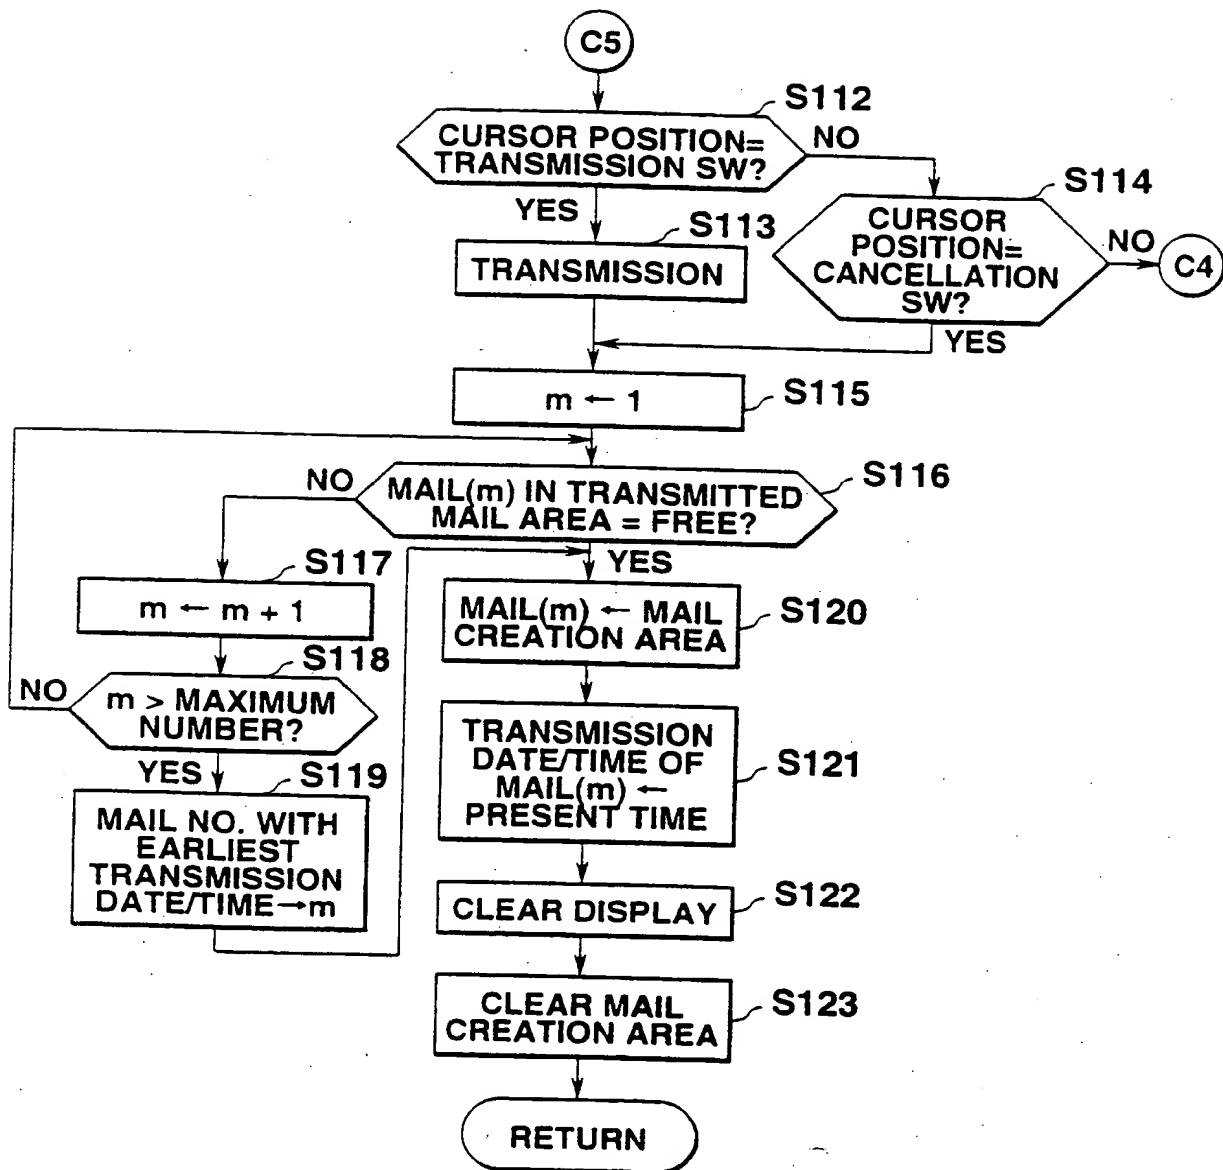 C5
S112
CURSOR POSITION=
TRANSMISSION SW?
NO
YES
S113
TRANSMISSION
S114
CURSOR
POSITION=
CANCELLATION
SW?
NO
C4
YES
m ← 1
S115
S116
MAIL(m) IN TRANSMITTED
MAIL AREA = FREE?
NO
YES
S117
m ← m + 1
S118
m > MAXIMUM
NUMBER?
NO
YES
S119
MAIL NO. WITH
EARLIEST
TRANSMISSION
DATE/TIME→m
MAIL(m) ← MAIL
CREATION AREA
S120
TRANSMISSION
DATE/TIME OF
MAIL(m) ←
PRESENT TIME
S121
CLEAR DISPLAY
S122
CLEAR MAIL
CREATION AREA
S123
RETURN